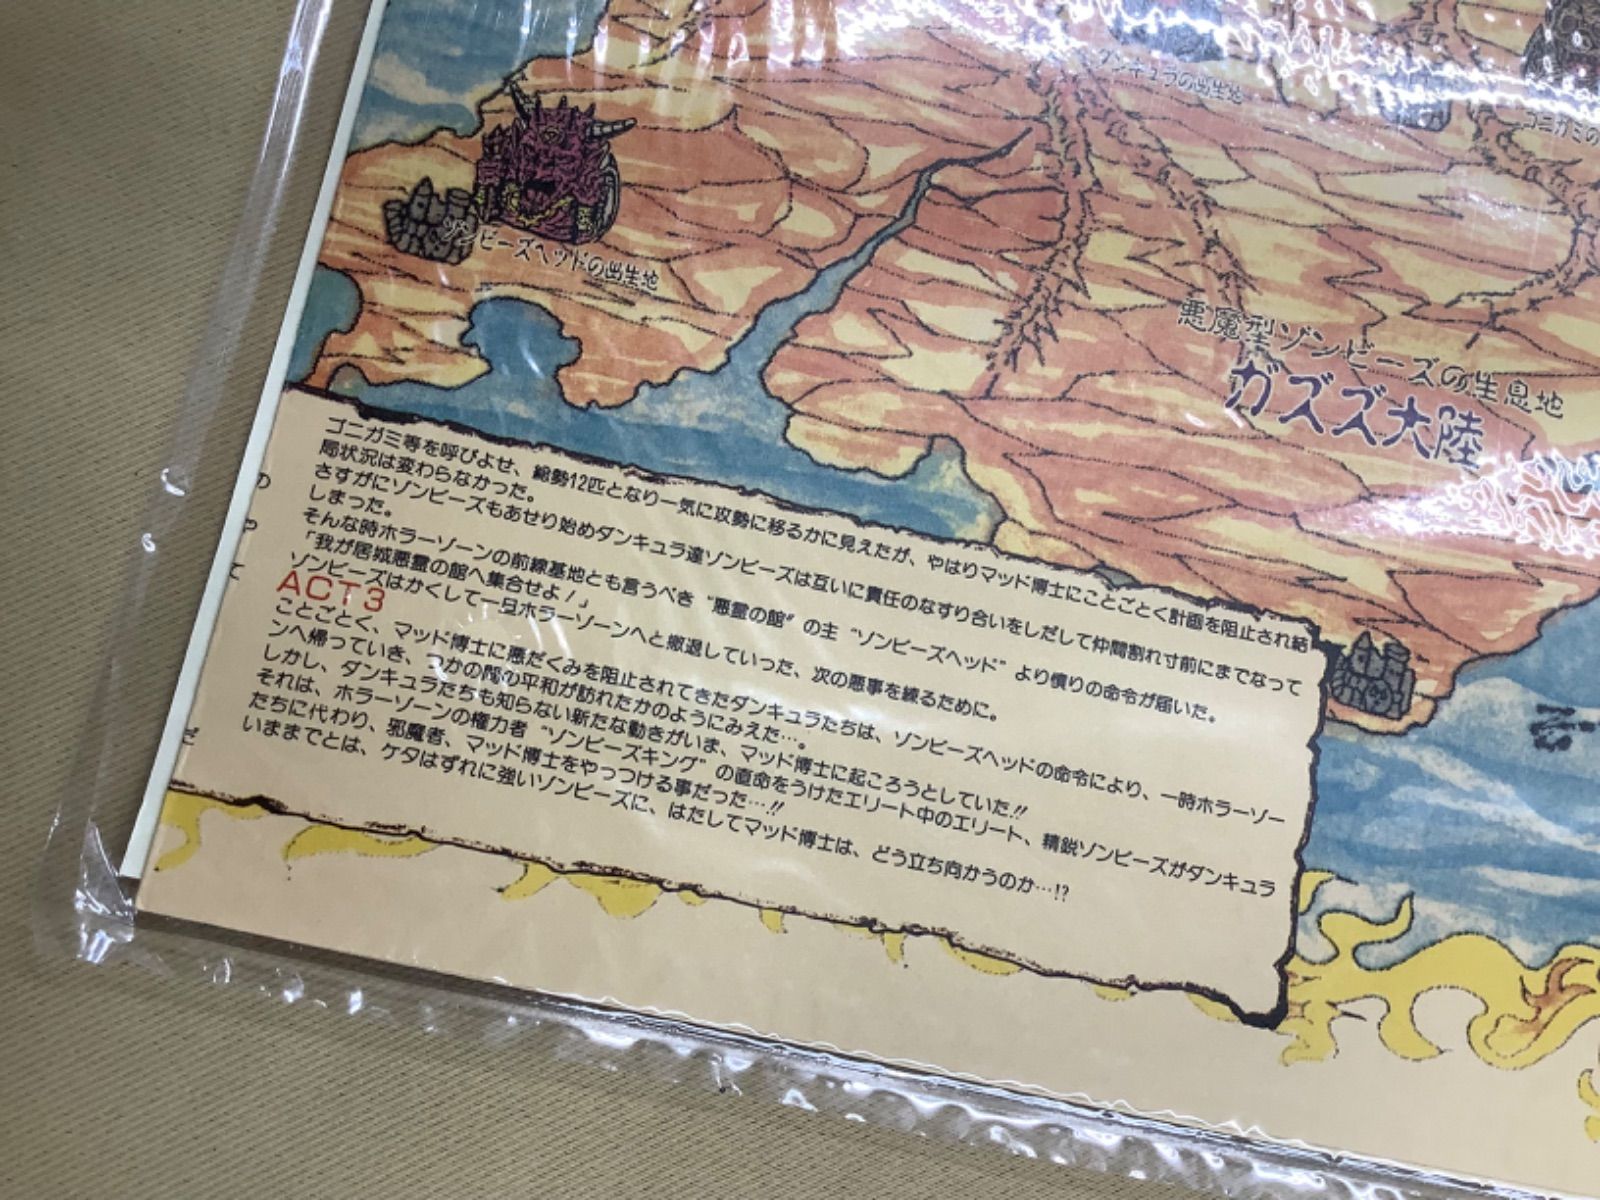 ダンキュラの出生地
ゴニガミの
ゾンビーズヘッドの出生地
悪魔型ゾンビーズの生息地
ガズズ大陸
ゴニガミ等を呼びよせ、総勢12匹となり一気に攻勢に移るかに見えたが、やはりマッド博士にことごとく計画を阻止され結
局状況は変わらなかった。
さすがにゾンビーズもあせり始めダンキュラ達ゾンビーズは互いに責任のなすり合いをしだして仲間割れ寸前にまでなって
しまった。
そんな時ホラーゾーンの前線基地とも言うべき“悪霊の館”の主“ゾンビーズヘッド”より憤りの命令が届いた。
「我が居城悪霊の館へ集合せよ！」
ゾンビーズはかくして一旦ホラーゾーンへと撤退していった、次の悪事を練るために。
ACT3
ことごとく、マッド博士に悪だくみを阻止されてきたダンキュラたちは、ゾンビーズヘッドの命令により、一時ホラーゾー
ンへ帰っていき、つかの間の平和が訪れたかのようにみえた…。
しかし、ダンキュラたちも知らない新たな動きがいま、マッド博士に起ころうとしていた!!
それは、ホラーゾーンの権力者“ゾンビーズキング”の直命をうけたエリート中のエリート、精鋭ゾンビーズがダンキュラ
たちに代わり、邪魔者、マッド博士をやっつける事だった…!!
いままでとは、ケタはずれに強いゾンビーズに、はたしてマッド博士は、どう立ち向かうのか…!?
の
や
て